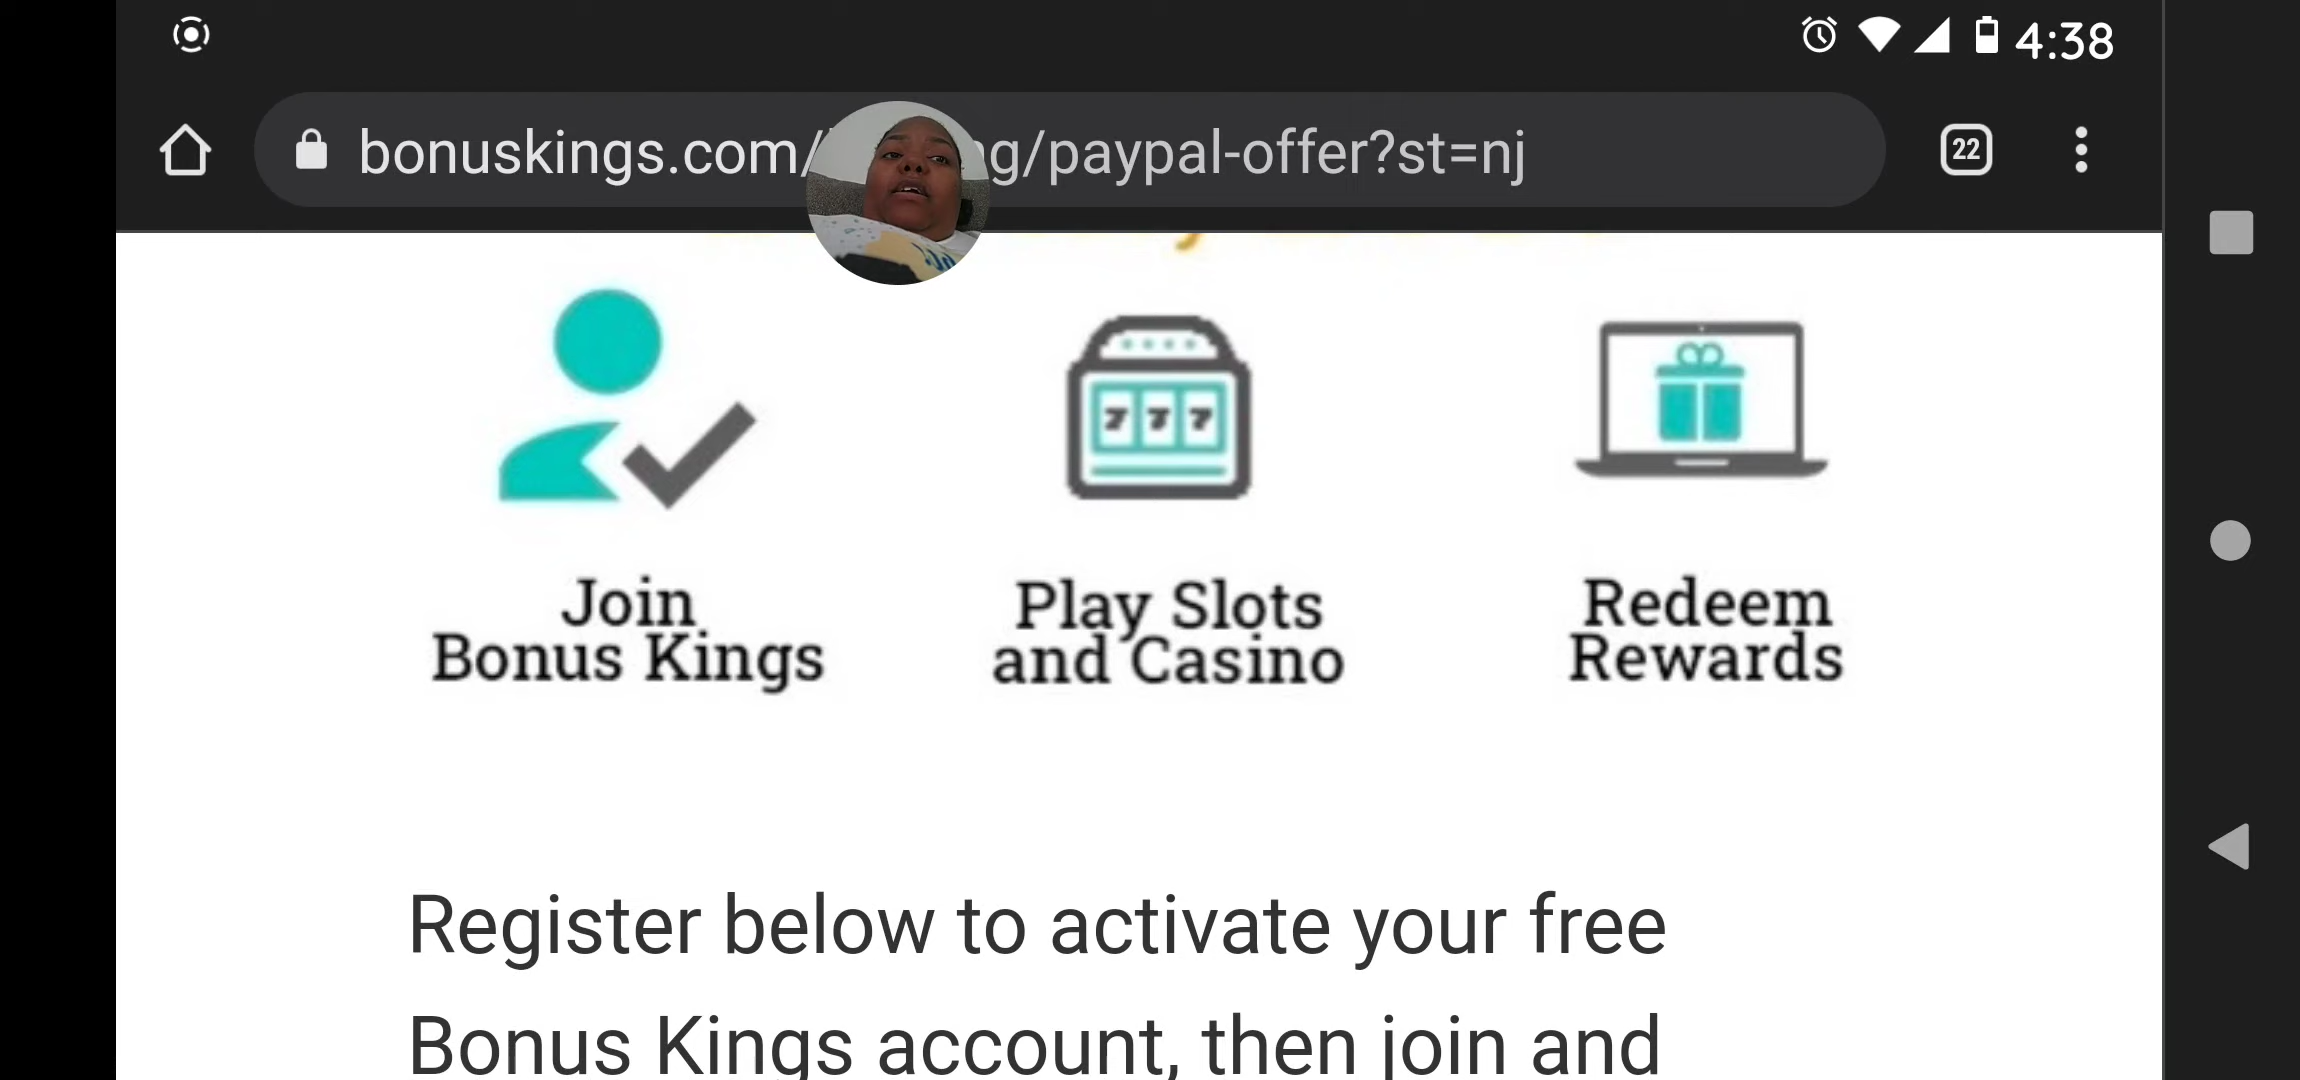 4:38
bonuskings.com/ g/paypal-offer?st=nj
22
777
Join
Bonus Kings
Play Slots
and Casino
Redeem
Rewards
Register below to activate your free
Bonus Kings account, then join and